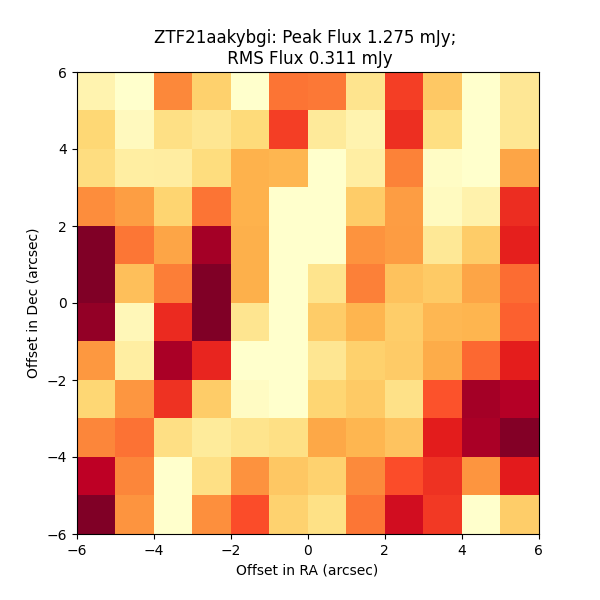 ZTF21aakybgi: Peak Flux 1.275 mJy;
RMS Flux 0.311 mJy
6
4
2
0
−2
−4
−6
Offset in Dec (arcsec)
−6 −4 −2 0 2 4 6
Offset in RA (arcsec)